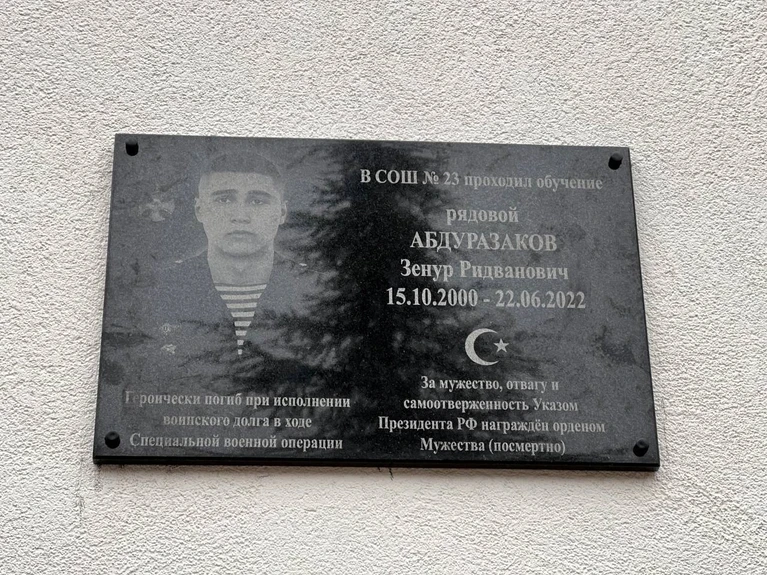 В СОШ № 23 проходил обучение
рядовой
АБДУРАЗАКОВ
Зенур Ридванович
15.10.2000 - 22.06.2022
Героически погиб при исполнении
воинского долга в ходе
Специальной военной операции
За мужество, отвагу и
самоотверженность Указом
Президента РФ награждён орденом
Мужества (посмертно)